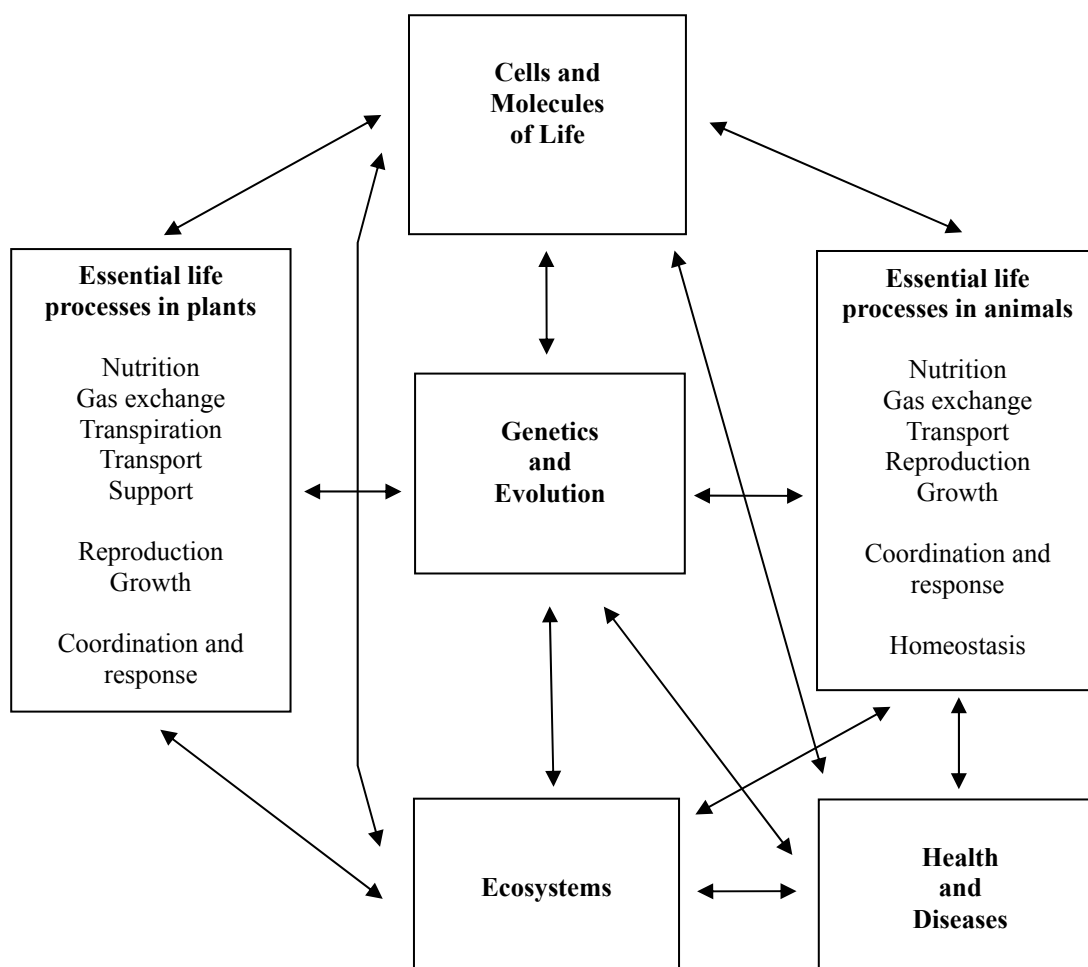 Cells and
Molecules
of Life
Essential life
processes in plants
Nutrition
Gas exchange
Transpiration
Transport
Support
Reproduction
Growth
Coordination and
response
Genetics
and
Evolution
Essential life
processes in animals
Nutrition
Gas exchange
Transport
Reproduction
Growth
Coordination and
response
Homeostasis
Ecosystems
Health
and
Diseases